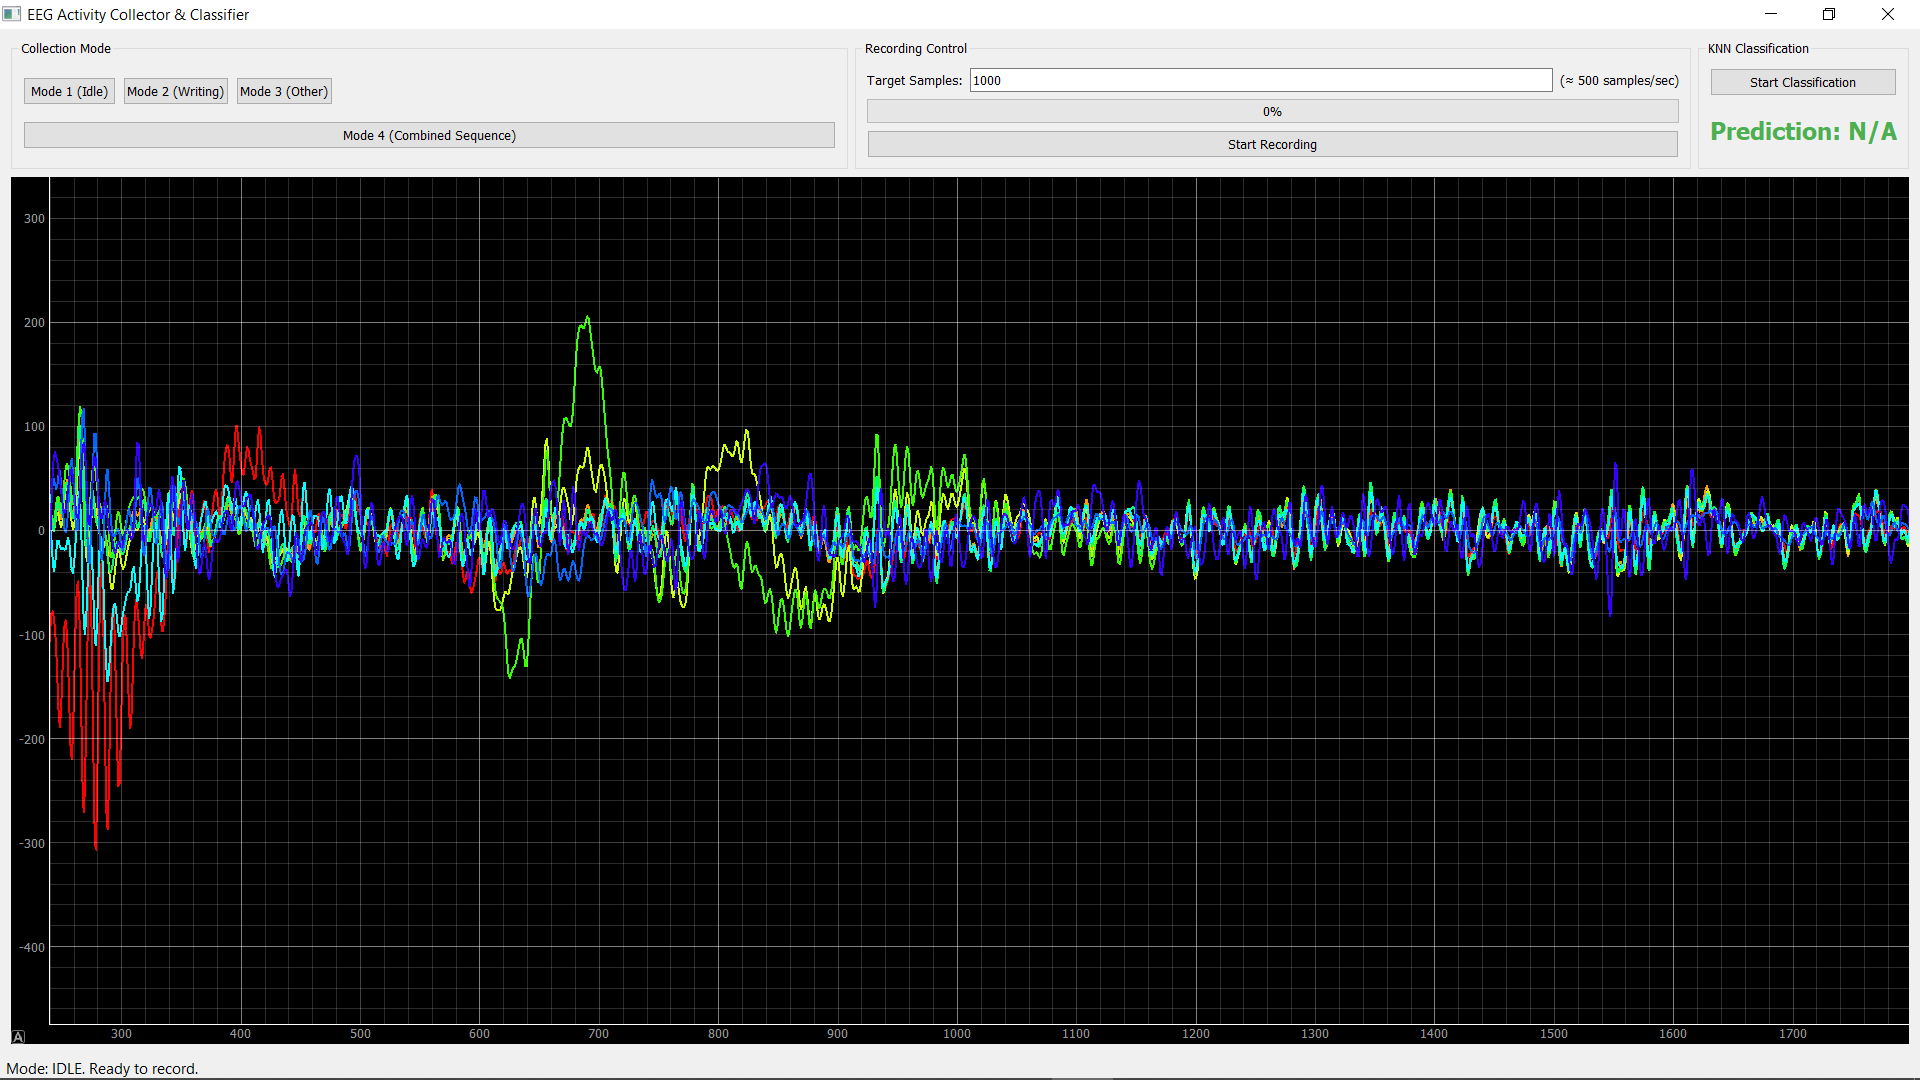 EEG Activity Collector & Classifier
Collection Mode
Mode 1 (Idle) Mode 2 (Writing) Mode 3 (Other)
Mode 4 (Combined Sequence)
Recording Control
Target Samples: 1000 (≈ 500 samples/sec)
0%
Start Recording
KNN Classification
Start Classification
Prediction: N/A
300
200
100
0
-100
-200
-300
-400
300 400 500 600 700 800 900 1000 1100 1200 1300 1400 1500 1600 1700
A
Mode: IDLE. Ready to record.